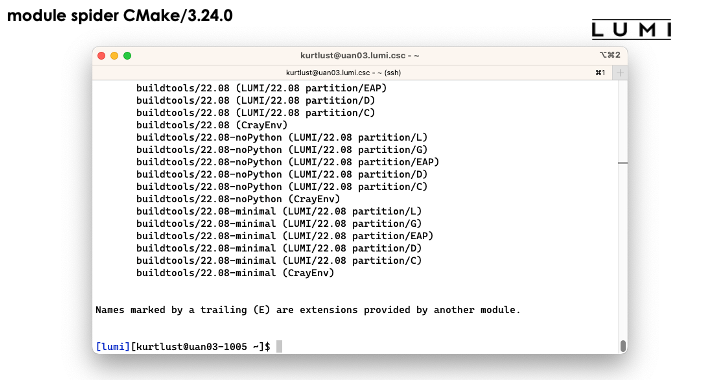 module spider CMake/3.24.0
LUMI
kurtlust@uan03.lumi.csc - ~
⌥⌘2
kurtlust@uan03.lumi.csc - ~ (ssh)
⌘1
+
buildtools/22.08 (LUMI/22.08 partition/EAP)
buildtools/22.08 (LUMI/22.08 partition/D)
buildtools/22.08 (LUMI/22.08 partition/C)
buildtools/22.08 (CrayEnv)
buildtools/22.08-noPython (LUMI/22.08 partition/L)
buildtools/22.08-noPython (LUMI/22.08 partition/G)
buildtools/22.08-noPython (LUMI/22.08 partition/EAP)
buildtools/22.08-noPython (LUMI/22.08 partition/D)
buildtools/22.08-noPython (LUMI/22.08 partition/C)
buildtools/22.08-noPython (CrayEnv)
buildtools/22.08-minimal (LUMI/22.08 partition/L)
buildtools/22.08-minimal (LUMI/22.08 partition/G)
buildtools/22.08-minimal (LUMI/22.08 partition/EAP)
buildtools/22.08-minimal (LUMI/22.08 partition/D)
buildtools/22.08-minimal (LUMI/22.08 partition/C)
buildtools/22.08-minimal (CrayEnv)
Names marked by a trailing (E) are extensions provided by another module.
[lumi][kurtlust@uan03-1005 ~]$